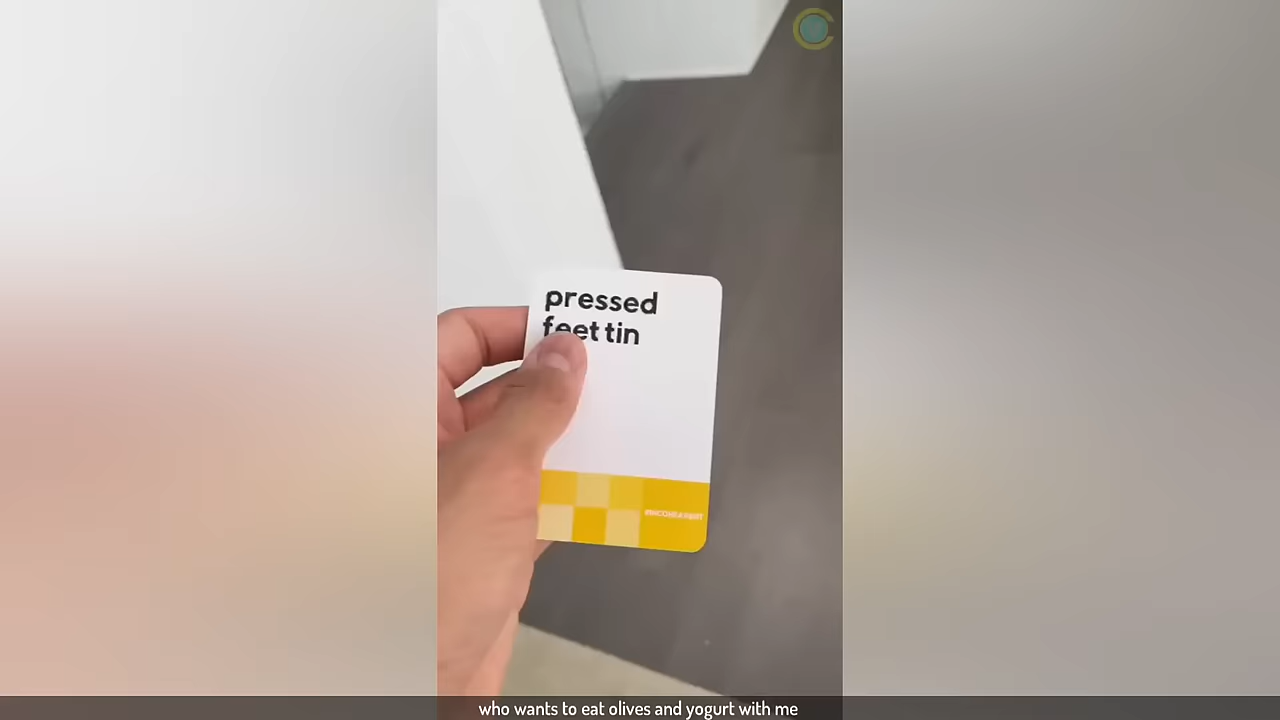 pressed
feet tin
who wants to eat olives and yogurt with me